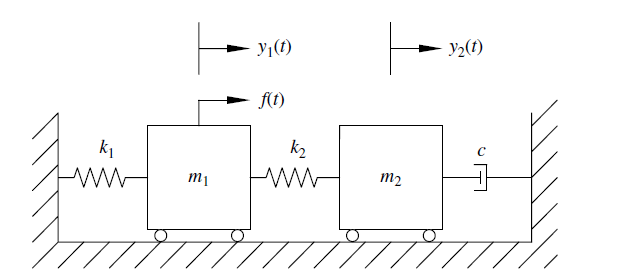 y₁(t) y₂(t)
f(t)
k₁ k₂ c
m₁ m₂